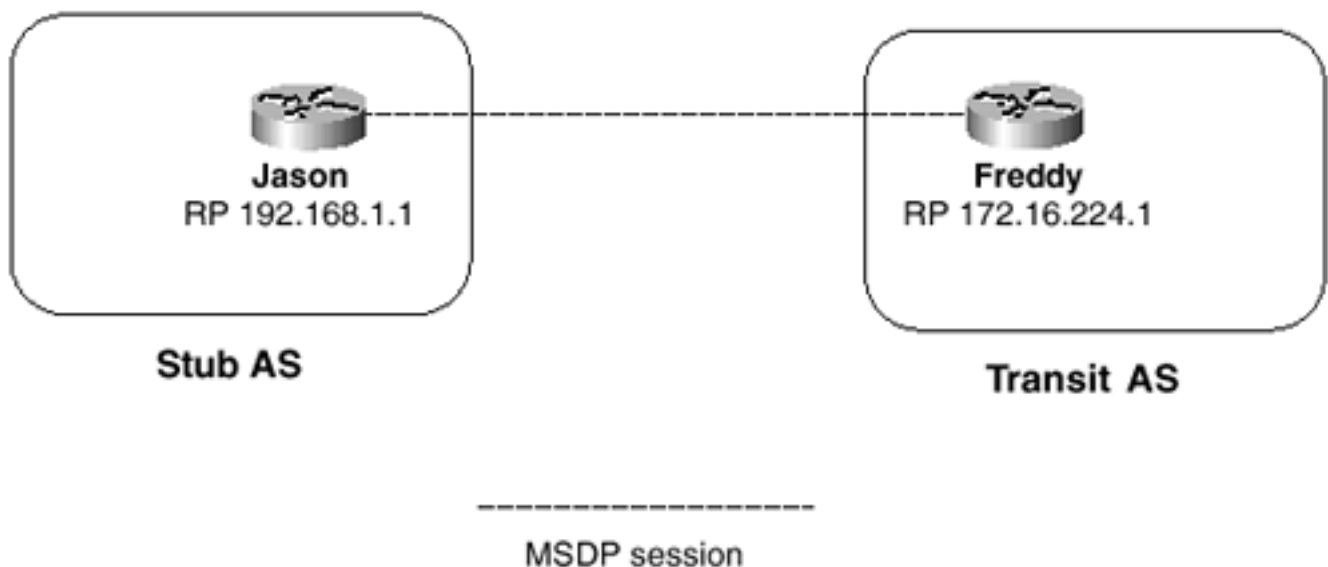 Jason
RP 192.168.1.1
Freddy
RP 172.16.224.1
Stub AS
Transit AS
MSDP session